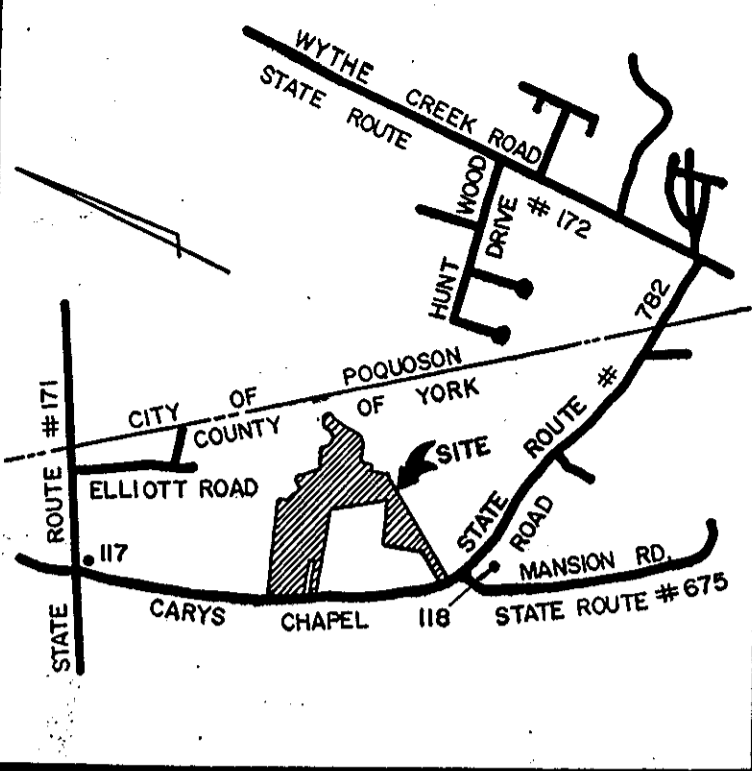 WYTHE CREEK ROAD
STATE ROUTE # 172
HUNT WOOD DRIVE
STATE ROUTE # 171
CITY OF POQUOSON
COUNTY OF YORK
ELLIOTT ROAD
SITE
STATE ROUTE # 782
117
CARYS CHAPEL ROAD
118
MANSION RD.
STATE ROUTE # 675